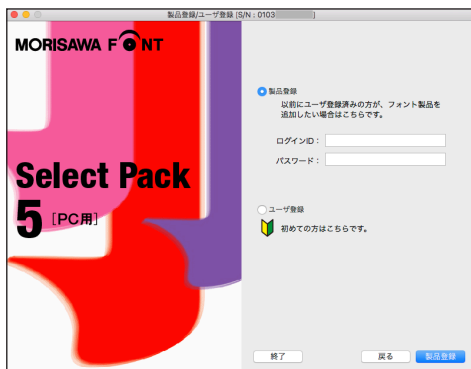 製品登録/ユーザ登録 [S/N : 0103 ]
MORISAWA FONT
Select Pack
5 [PC用]
製品登録
以前にユーザ登録済みの方が、フォント製品を
追加したい場合はこちらです。
ログインID：
パスワード：
ユーザ登録
初めての方はこちらです。
終了
戻る
製品登録